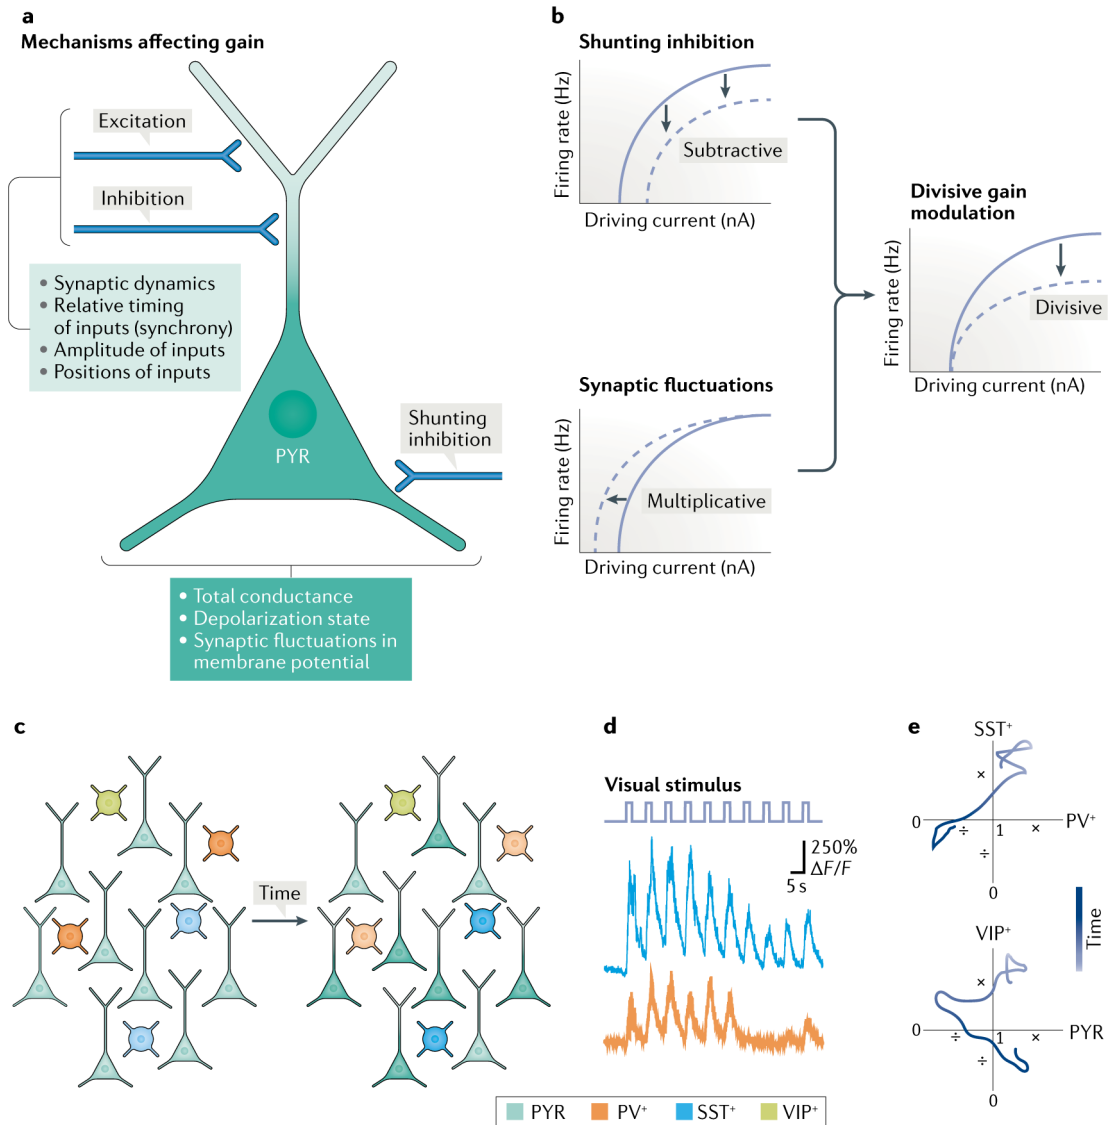 a
Mechanisms affecting gain
Excitation
Inhibition
• Synaptic dynamics
• Relative timing
of inputs (synchrony)
• Amplitude of inputs
• Positions of inputs
PYR
Shunting
inhibition
• Total conductance
• Depolarization state
• Synaptic fluctuations in
membrane potential
b
Shunting inhibition
Firing rate (Hz)
Subtractive
Driving current (nA)
Synaptic fluctuations
Firing rate (Hz)
Multiplicative
Driving current (nA)
Divisive gain
modulation
Firing rate (Hz)
Divisive
Driving current (nA)
c
Time
d
Visual stimulus
250%
ΔF/F
5 s
e
SST⁺
×
0
÷
1
×
PV⁺
÷
0
VIP⁺
×
0
÷
1
×
PYR
÷
0
Time
PYR
PV⁺
SST⁺
VIP⁺